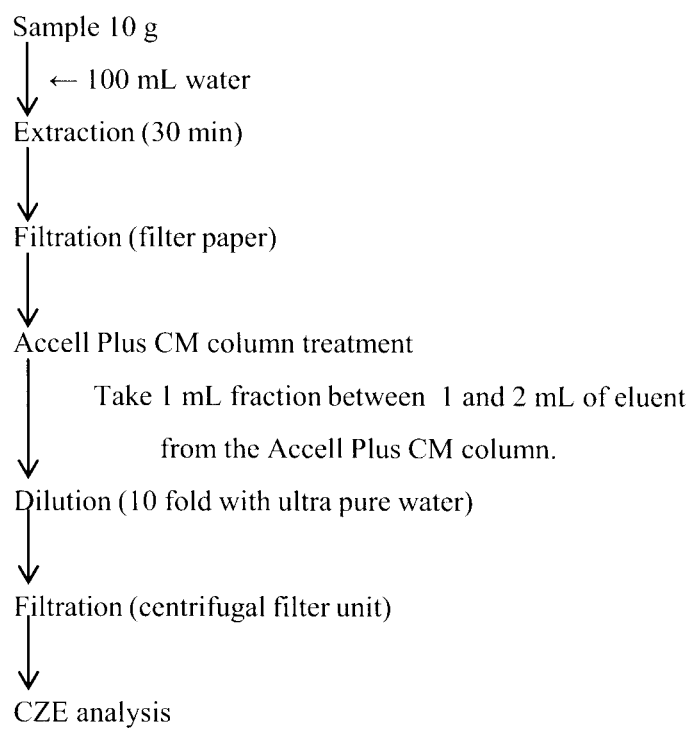 Sample 10 g
← 100 mL water
Extraction (30 min)
Filtration (filter paper)
Accell Plus CM column treatment
Take 1 mL fraction between 1 and 2 mL of eluent
from the Accell Plus CM column.
Dilution (10 fold with ultra pure water)
Filtration (centrifugal filter unit)
CZE analysis